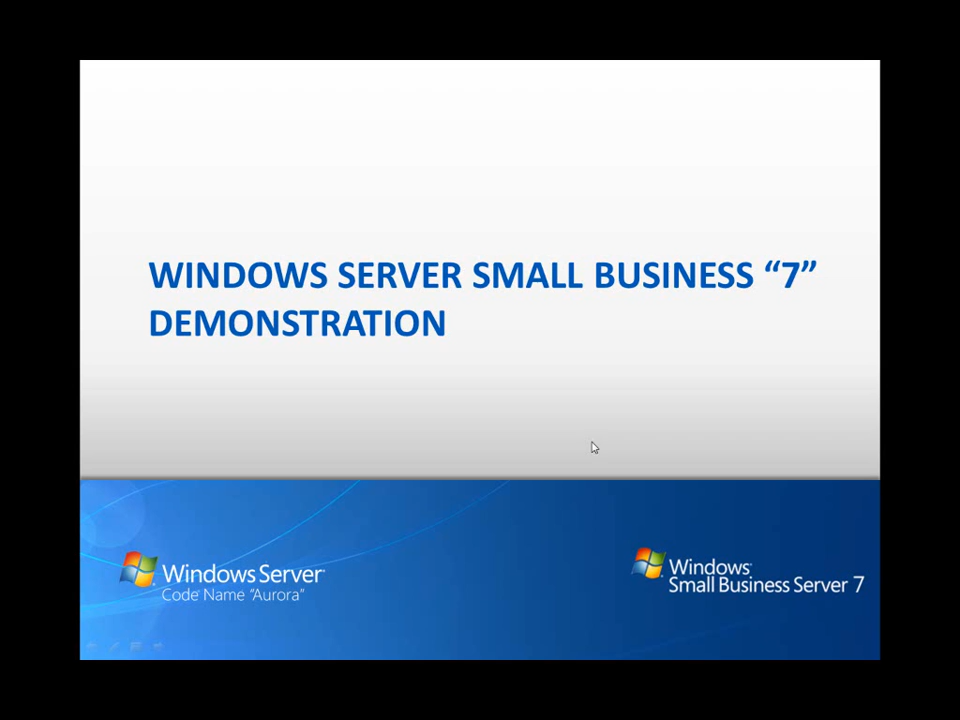 WINDOWS SERVER SMALL BUSINESS “7”
DEMONSTRATION
Windows Server
Code Name “Aurora”
Windows
Small Business Server 7